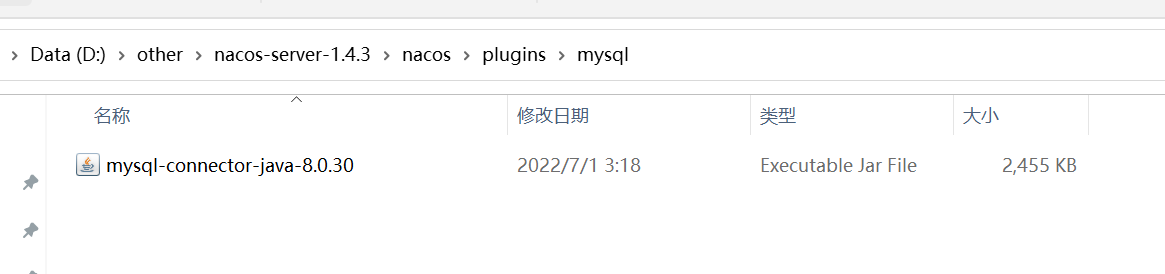 Data (D:) › other › nacos-server-1.4.3 › nacos › plugins › mysql
名称 修改日期 类型 大小
mysql-connector-java-8.0.30 2022/7/1 3:18 Executable Jar File 2,455 KB